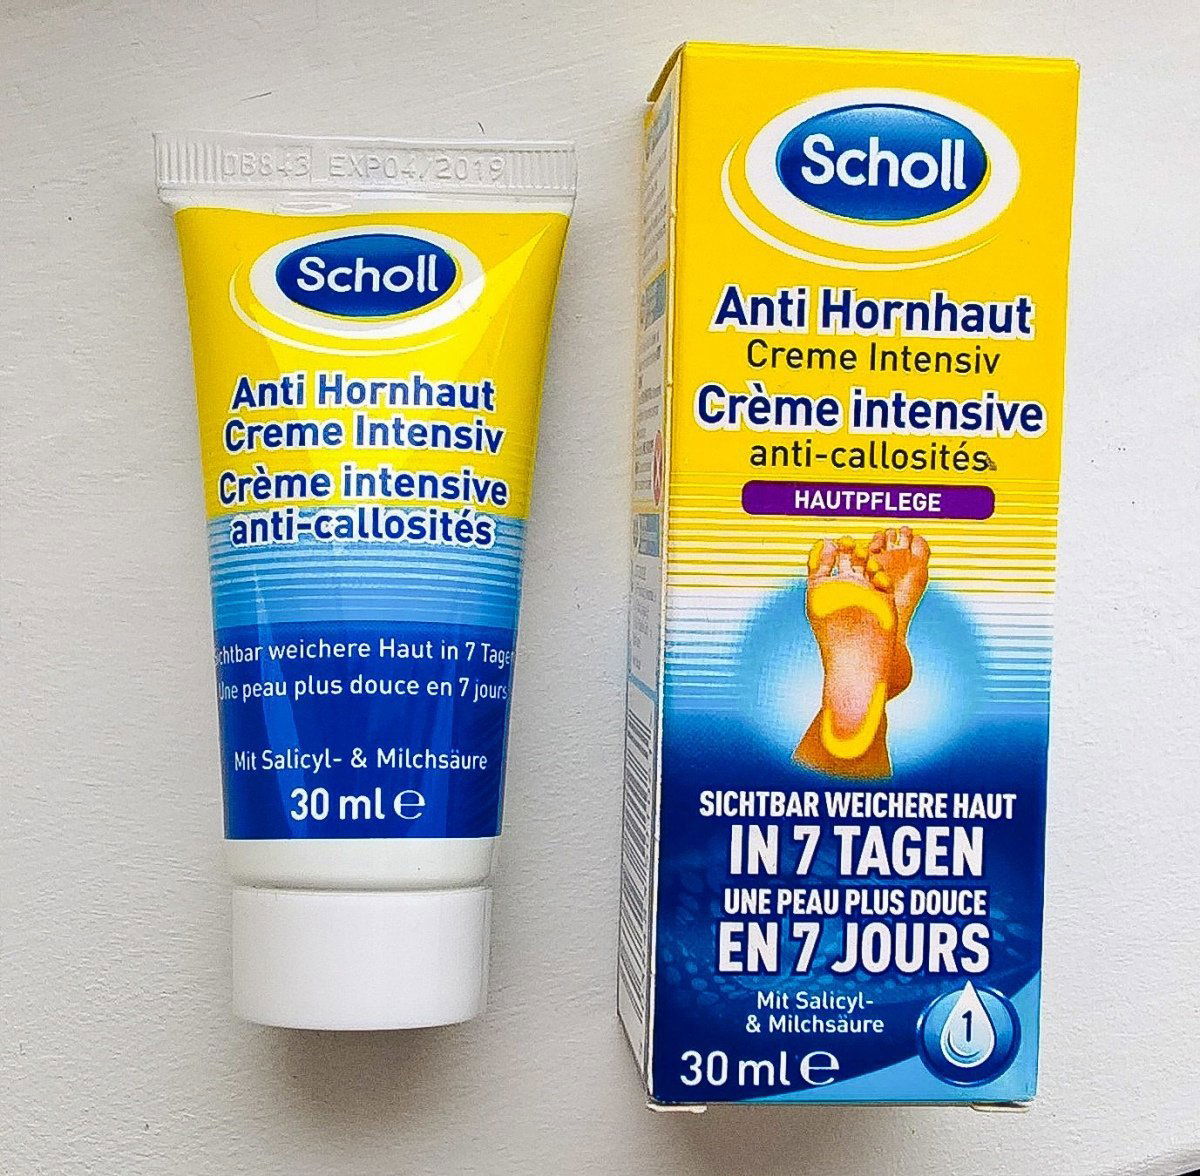 DB843 EXP04/2019
Scholl
Anti Hornhaut
Creme Intensiv
Crème intensive
anti-callosités
weichere Haut in 7
Une peau plus douce en 7 jours
Mit Salicyl- & Milchsäure
30 ml e
Scholl
Anti Hornhaut
Creme Intensiv
Crème intensive
anti-callosités
HAUTPFLEGE
SICHTBAR WEICHERE HAUT
IN 7 TAGEN
UNE PEAU PLUS DOUCE
EN 7 JOURS
Mit Salicyl-
& Milchsäure
1
30 ml e